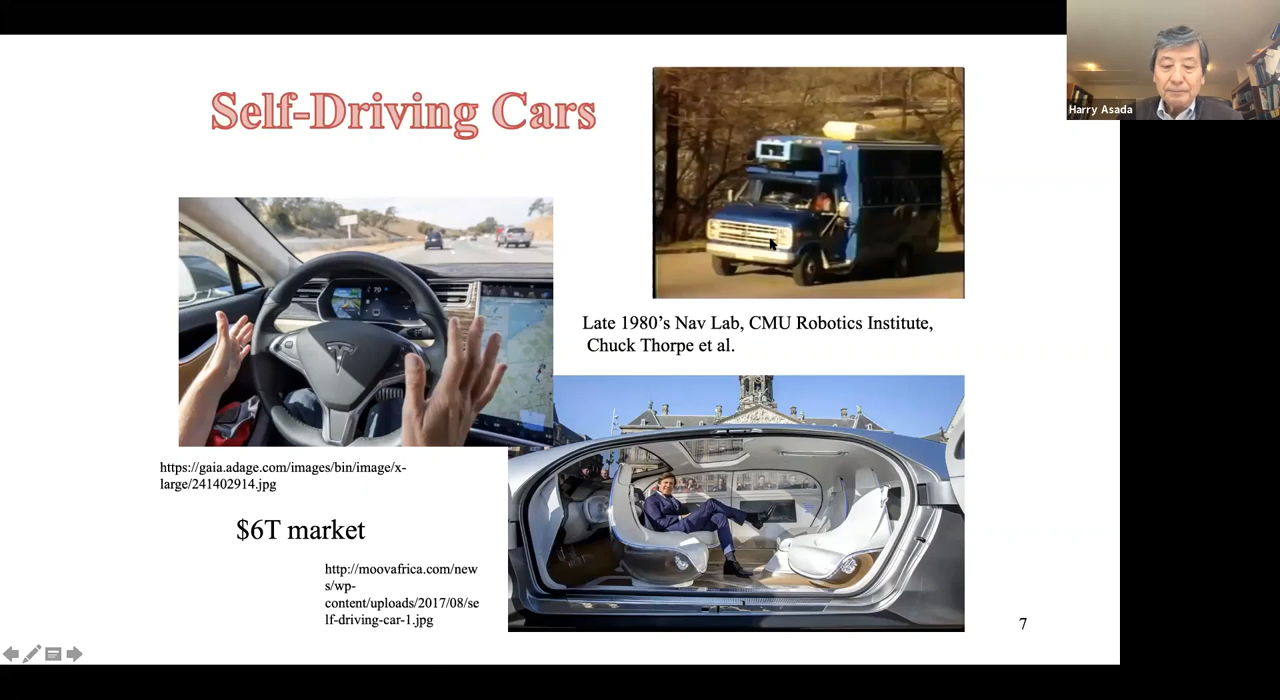 Harry Asada
Self-Driving Cars
Late 1980's Nav Lab, CMU Robotics Institute,
Chuck Thorpe et al.
https://gaia.adage.com/images/bin/image/x-
large/241402914.jpg
$6T market
http://moovafrica.com/new
s/wp-
content/uploads/2017/08/se
lf-driving-car-1.jpg
7